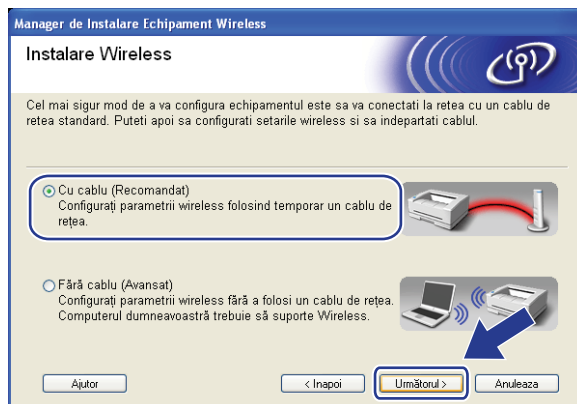 Manager de Instalare Echipament Wireless
Instalare Wireless
Cel mai sigur mod de a va configura echipamentul este sa va conectati la retea cu un cablu de
retea standard. Puteti apoi sa configurati setarile wireless si sa indepartati cablul.
Cu cablu (Recomandat)
Configurați parametrii wireless folosind temporar un cablu de
rețea.
Fără cablu (Avansat)
Configurați parametrii wireless fără a folosi un cablu de rețea.
Computerul dumneavoastră trebuie să suporte Wireless.
Ajutor
< Inapoi
Următorul >
Anuleaza